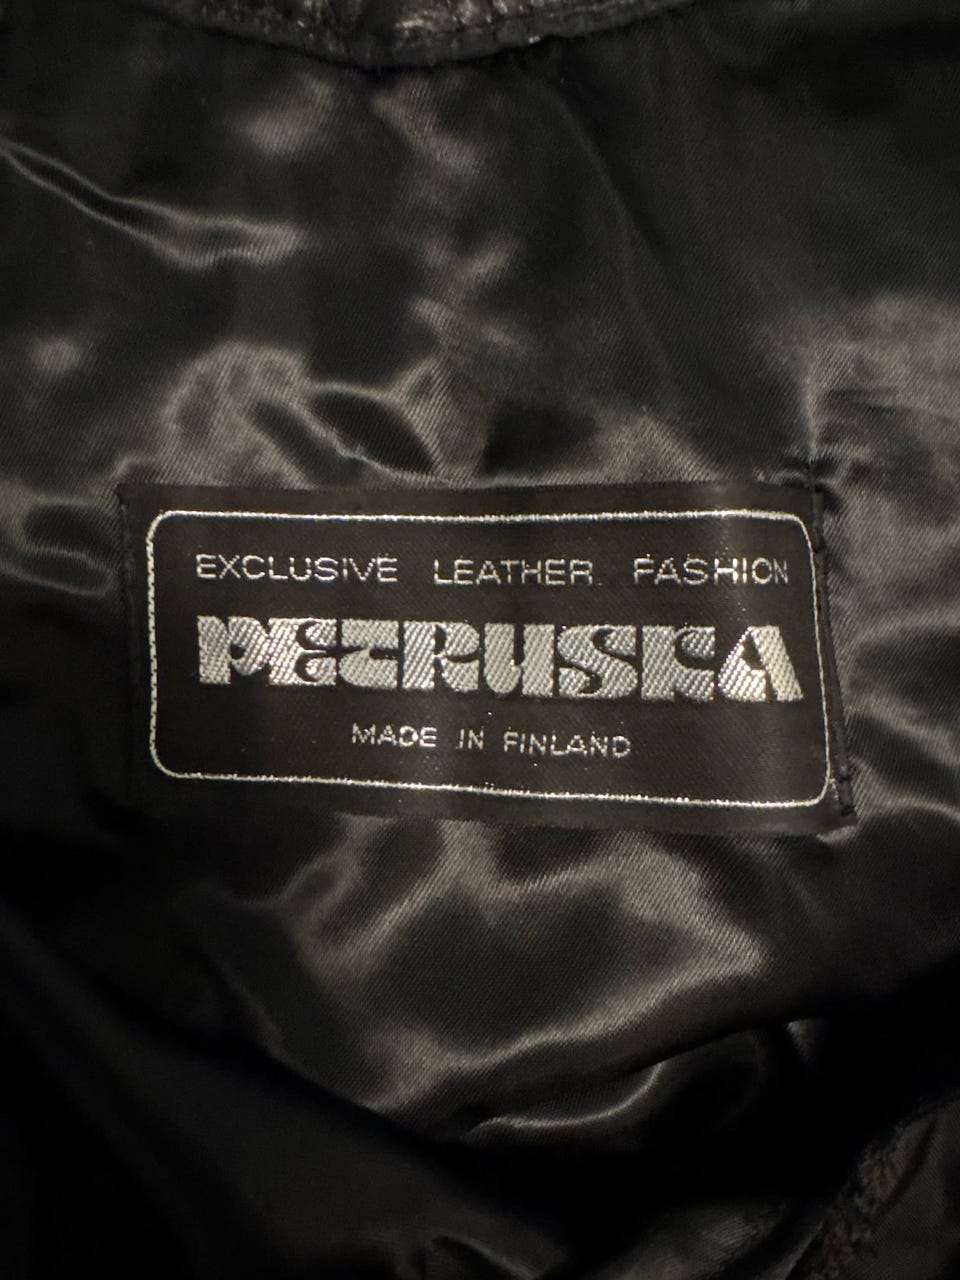 EXCLUSIVE LEATHER FASHION
PETRUSKA
MADE IN FINLAND